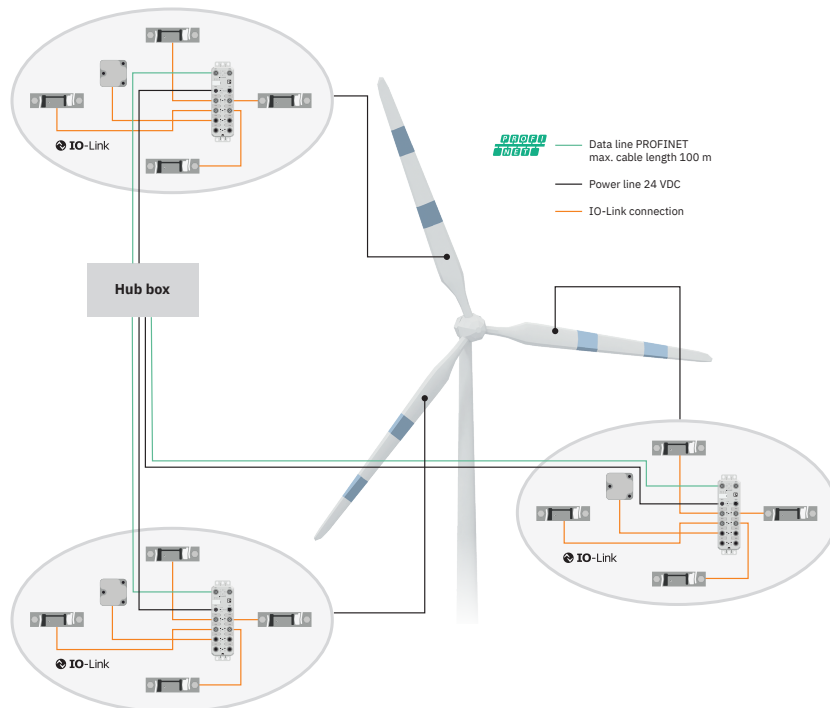 IO-Link
PROFI
NET
Data line PROFINET
max. cable length 100 m
Power line 24 VDC
IO-Link connection
Hub box
IO-Link
IO-Link